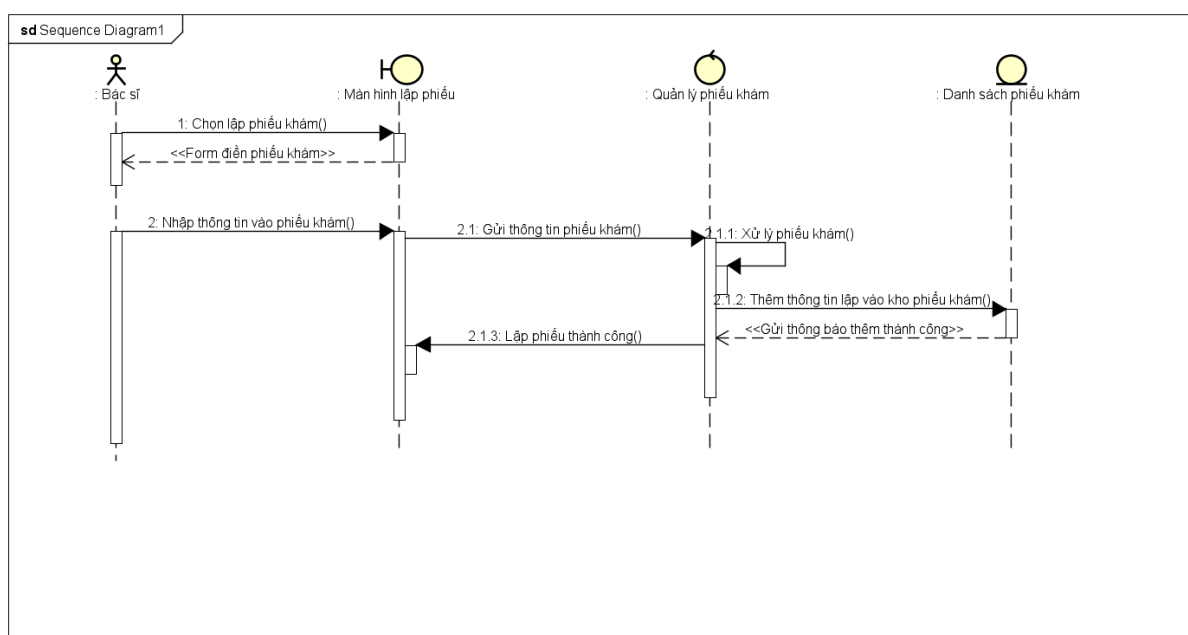 sd Sequence Diagram1
: Bác sĩ
: Màn hình lập phiếu
: Quản lý phiếu khám
: Danh sách phiếu khám
1: Chọn lập phiếu khám()
<<Form điền phiếu khám>>
2: Nhập thông tin vào phiếu khám()
2.1: Gửi thông tin phiếu khám()
2.1.1: Xử lý phiếu khám()
2.1.2: Thêm thông tin lập vào kho phiếu khám()
<<Gửi thông báo thêm thành công>>
2.1.3: Lập phiếu thành công()